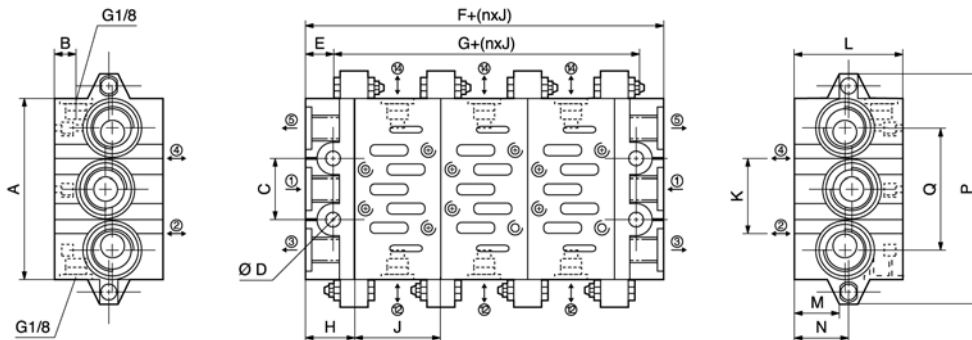 G1/8
B
A
④
②
G1/8
F+(nxJ)
E
G+(nxJ)
⑭ ⑭ ⑭
⑤ ⑤
① ①
C
③ ③
Ø D
⑫ ⑫ ⑫
H
J
L
④
②
K
Q
P
M
N